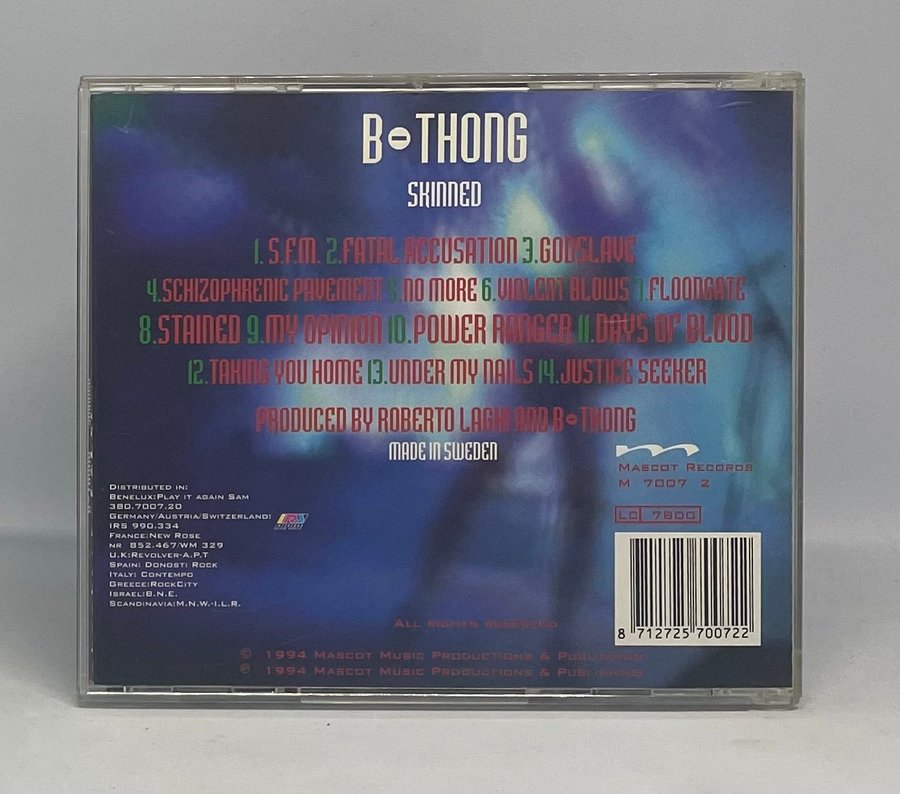 B-THONG
SKINNED
1. S.F.M. 2. FATAL ACCUSATION 3. GODSLAVE
4. SCHIZOPHRENIC PAVEMENT 5. NO MORE 6. VIOLENT BLOWS 7. FLOODGATE
8. STAINED 9. MY OPINION 10. POWER RANGER 11. DAYS OF BLOOD
12. TAKING YOU HOME 13. UNDER MY NAILS 14. JUSTICE SEEKER
PRODUCED BY ROBERTO LAGHI AND B-THONG
MADE IN SWEDEN
MASCOT RECORDS
M 7007 2
LC 7800
DISTRIBUTED IN:
BENELUX:PLAY IT AGAIN SAM
380.7007.20
GERMANY/AUSTRIA/SWITZERLAND:
IRS 990.334
FRANCE:NEW ROSE
NR 852.467/WM 329
U.K:REVOLVER-A.P.T
SPAIN: DONOSTI ROCK
ITALY: CONTEMPO
GREECE:ROCKCITY
ISRAEL:B.N.E.
SCANDINAVIA:M.N.W.-I.L.R.
8 712725 700722
ALL RIGHTS RESERVED
© 1994 MASCOT MUSIC PRODUCTIONS & PUBLISHING
℗ 1994 MASCOT MUSIC PRODUCTIONS & PUBLISHING